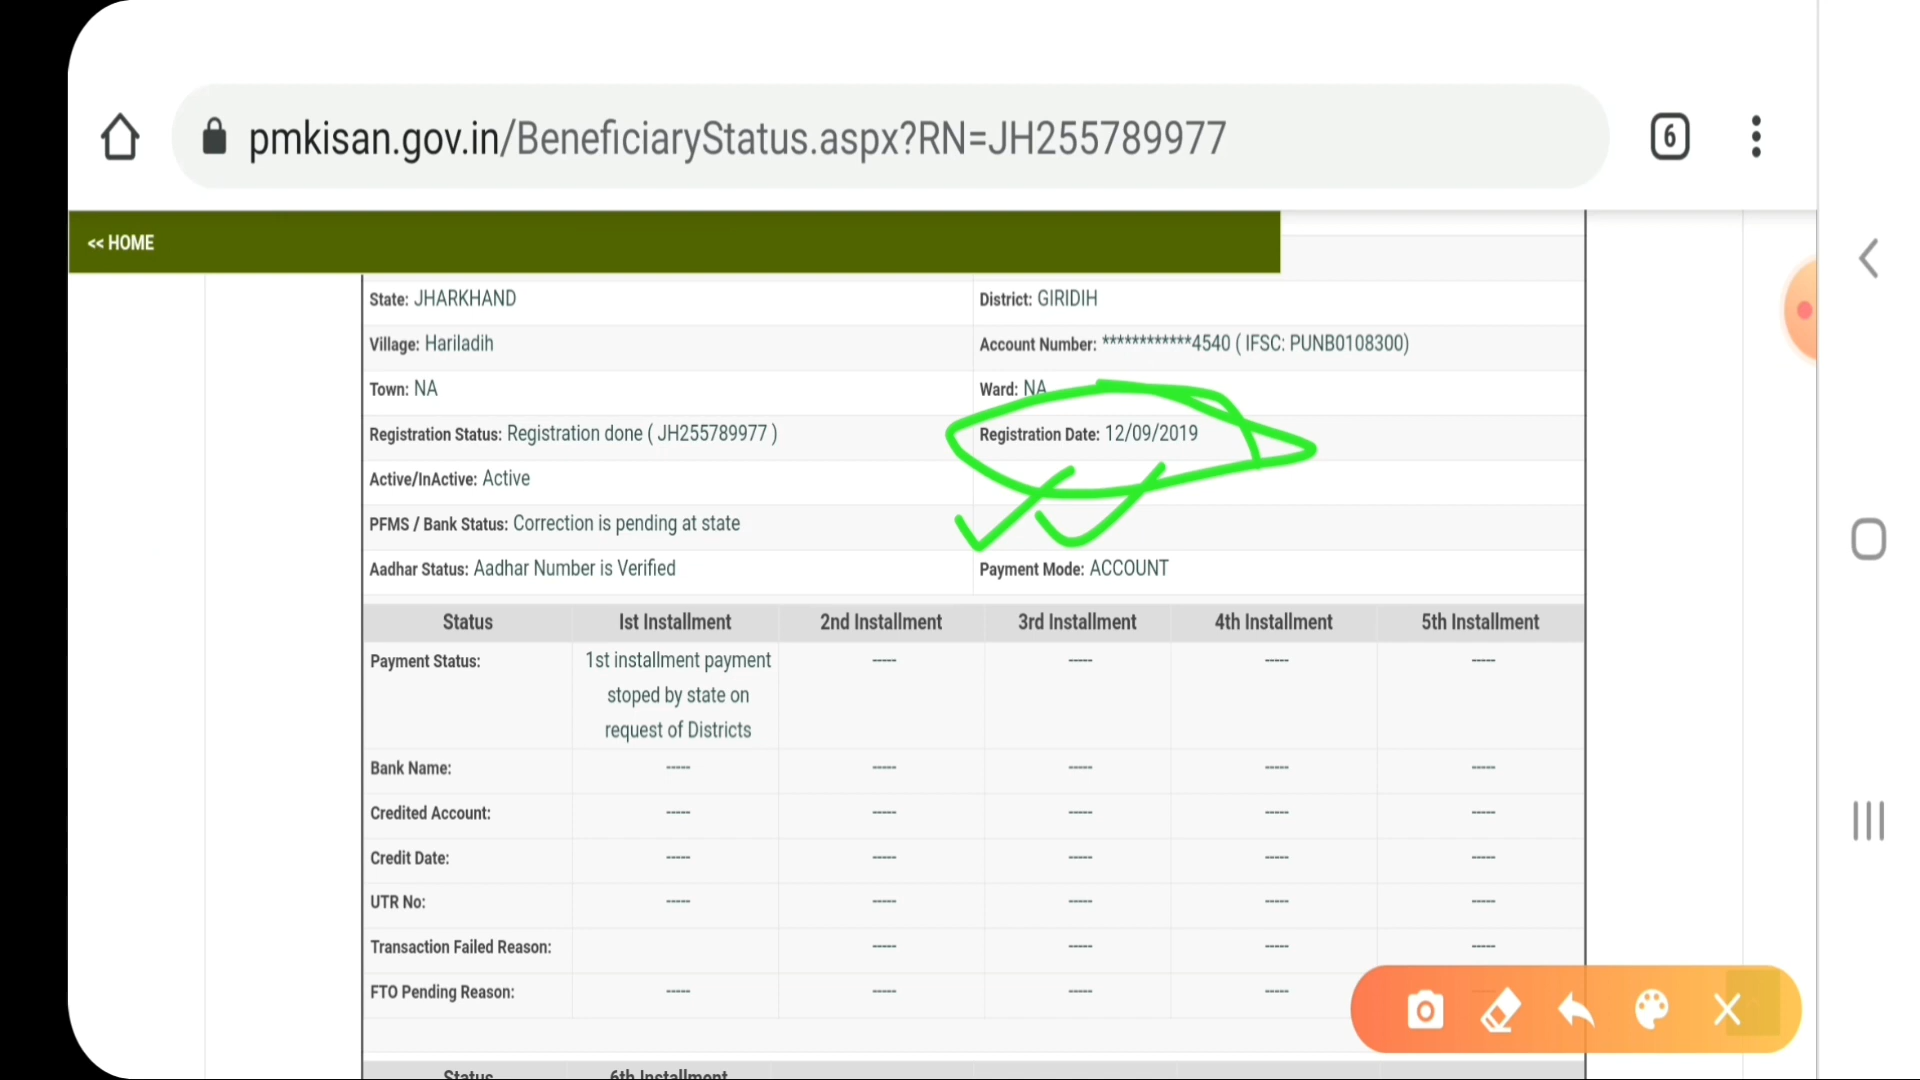 pmkisan.gov.in/BeneficiaryStatus.aspx?RN=JH255789977
6
<< HOME
State: JHARKHAND District: GIRIDIH
Village: Hariladih Account Number: ************4540 ( IFSC: PUNB0108300)
Town: NA Ward: NA
Registration Status: Registration done ( JH255789977 ) Registration Date: 12/09/2019
Active/InActive: Active
PFMS / Bank Status: Correction is pending at state
Aadhar Status: Aadhar Number is Verified Payment Mode: ACCOUNT
Status Ist Installment 2nd Installment 3rd Installment 4th Installment 5th Installment
Payment Status: 1st installment payment ----- ----- ----- -----
stoped by state on
request of Districts
Bank Name: ----- ----- ----- ----- -----
Credited Account: ----- ----- ----- ----- -----
Credit Date: ----- ----- ----- ----- -----
UTR No: ----- ----- ----- ----- -----
Transaction Failed Reason: ----- ----- ----- -----
FTO Pending Reason: ----- ----- ----- -----
Status 6th Installment